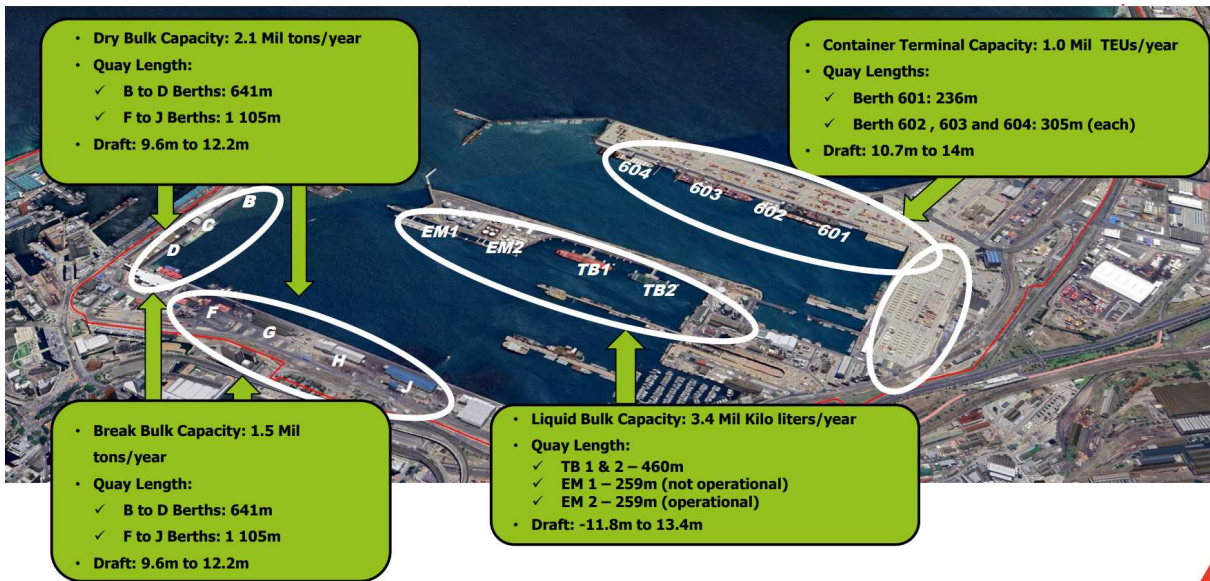 • Dry Bulk Capacity: 2.1 Mil tons/year
• Quay Length:
✓ B to D Berths: 641m
✓ F to J Berths: 1 105m
• Draft: 9.6m to 12.2m
• Container Terminal Capacity: 1.0 Mil TEUs/year
• Quay Lengths:
✓ Berth 601: 236m
✓ Berth 602 , 603 and 604: 305m (each)
• Draft: 10.7m to 14m
B
C
D
F
G
H
J
EM1
EM2
TB1
TB2
604
603
602
601
• Break Bulk Capacity: 1.5 Mil
tons/year
• Quay Length:
✓ B to D Berths: 641m
✓ F to J Berths: 1 105m
• Draft: 9.6m to 12.2m
• Liquid Bulk Capacity: 3.4 Mil Kilo liters/year
• Quay Length:
✓ TB 1 & 2 – 460m
✓ EM 1 – 259m (not operational)
✓ EM 2 – 259m (operational)
• Draft: -11.8m to 13.4m